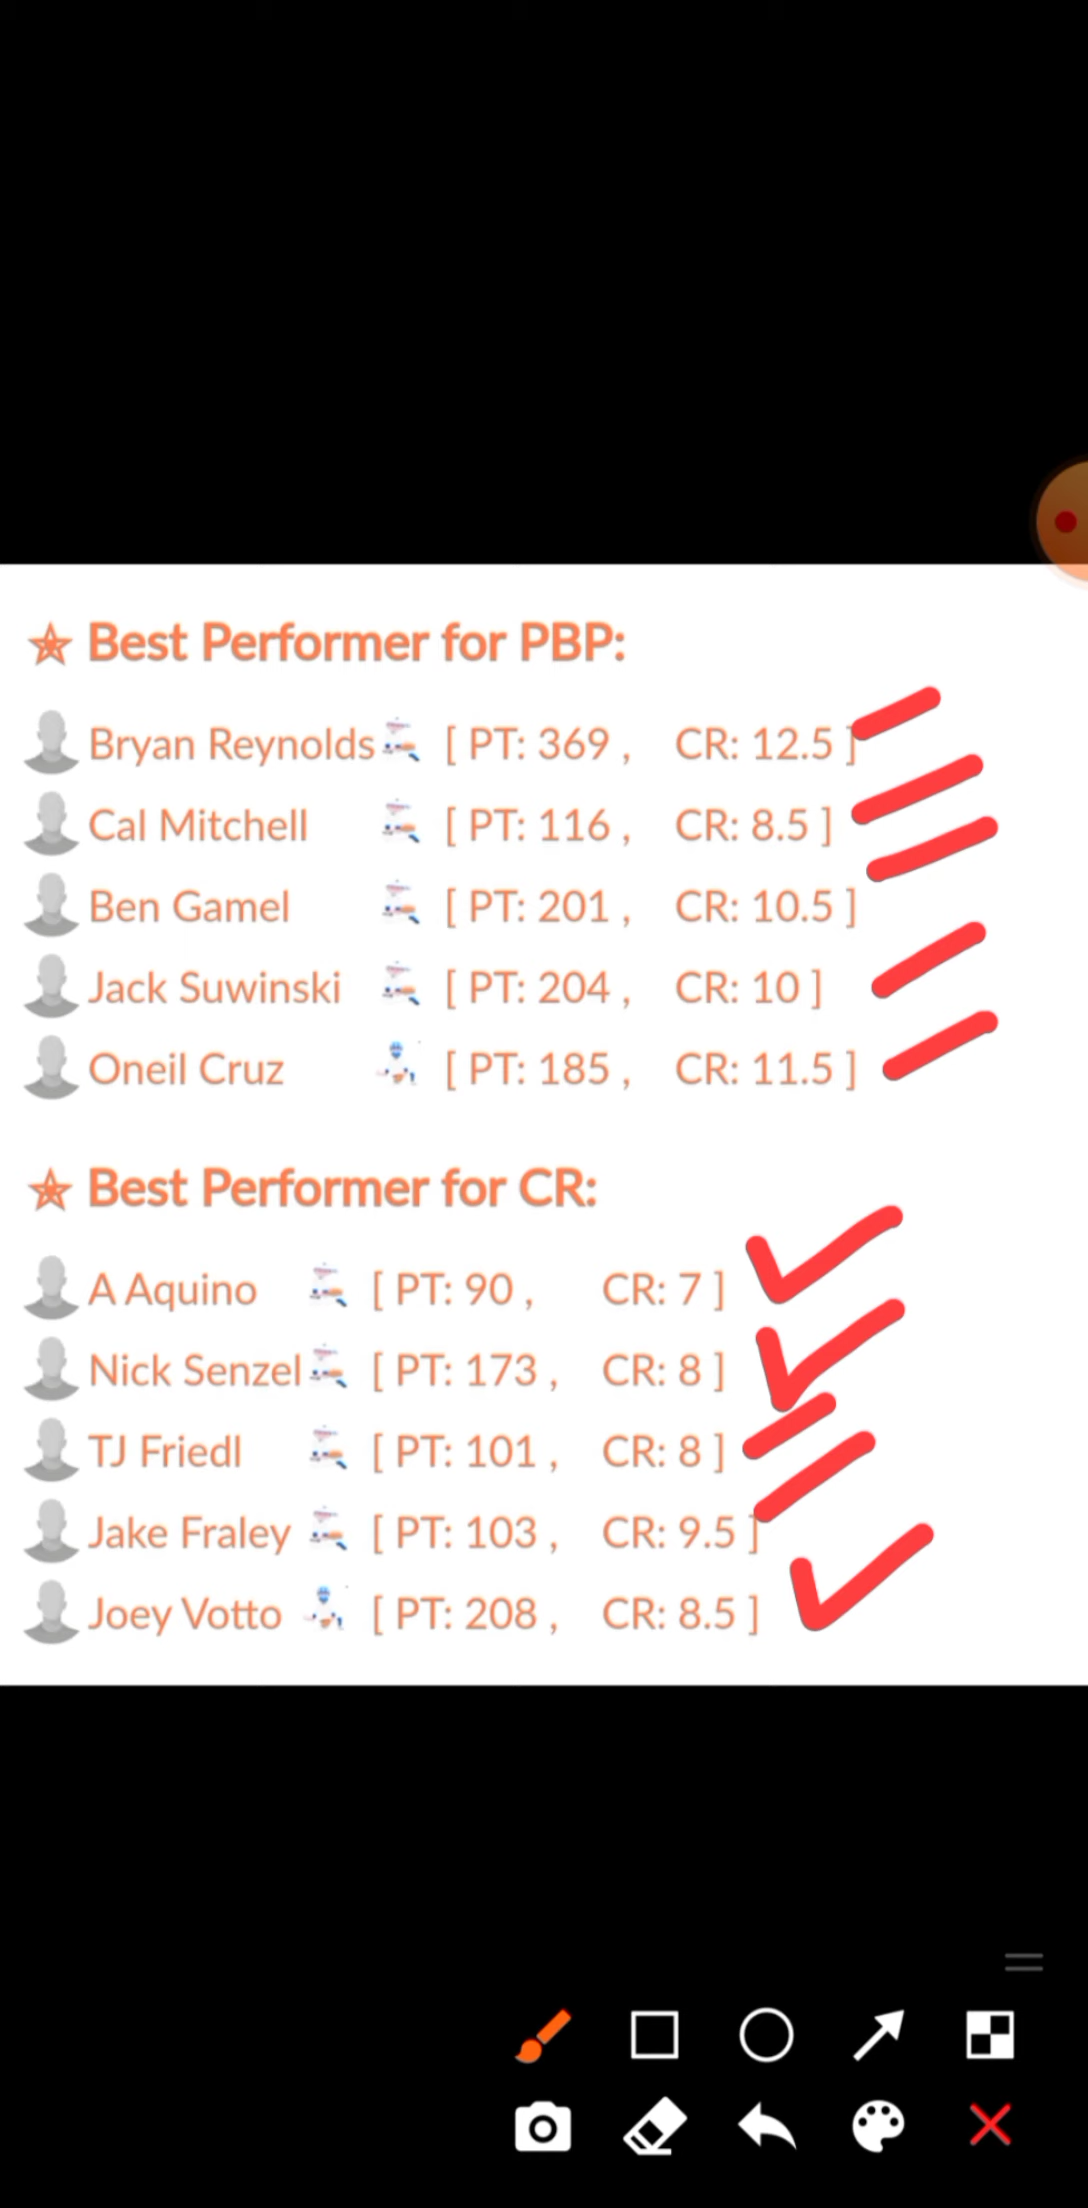 Best Performer for PBP:
Bryan Reynolds [ PT: 369 , CR: 12.5 ]
Cal Mitchell [ PT: 116 , CR: 8.5 ]
Ben Gamel [ PT: 201 , CR: 10.5 ]
Jack Suwinski [ PT: 204 , CR: 10 ]
Oneil Cruz [ PT: 185 , CR: 11.5 ]
Best Performer for CR:
A Aquino [ PT: 90 , CR: 7 ]
Nick Senzel [ PT: 173 , CR: 8 ]
TJ Friedl [ PT: 101 , CR: 8 ]
Jake Fraley [ PT: 103 , CR: 9.5 ]
Joey Votto [ PT: 208 , CR: 8.5 ]